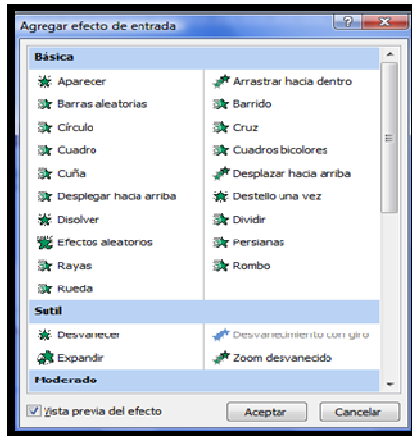 Agregar efecto de entrada
Básica
Aparecer Arrastrar hacia dentro
Barras aleatorias Barrido
Círculo Cruz
Cuadro Cuadros bicolores
Cuña Desplazar hacia arriba
Desplegar hacia arriba Destello una vez
Disolver Dividir
Efectos aleatorios Persianas
Rayas Rombo
Rueda
Sutil
Desvanecer Desvanecimiento con giro
Expandir Zoom desvanecido
Moderado
Vista previa del efecto Aceptar Cancelar